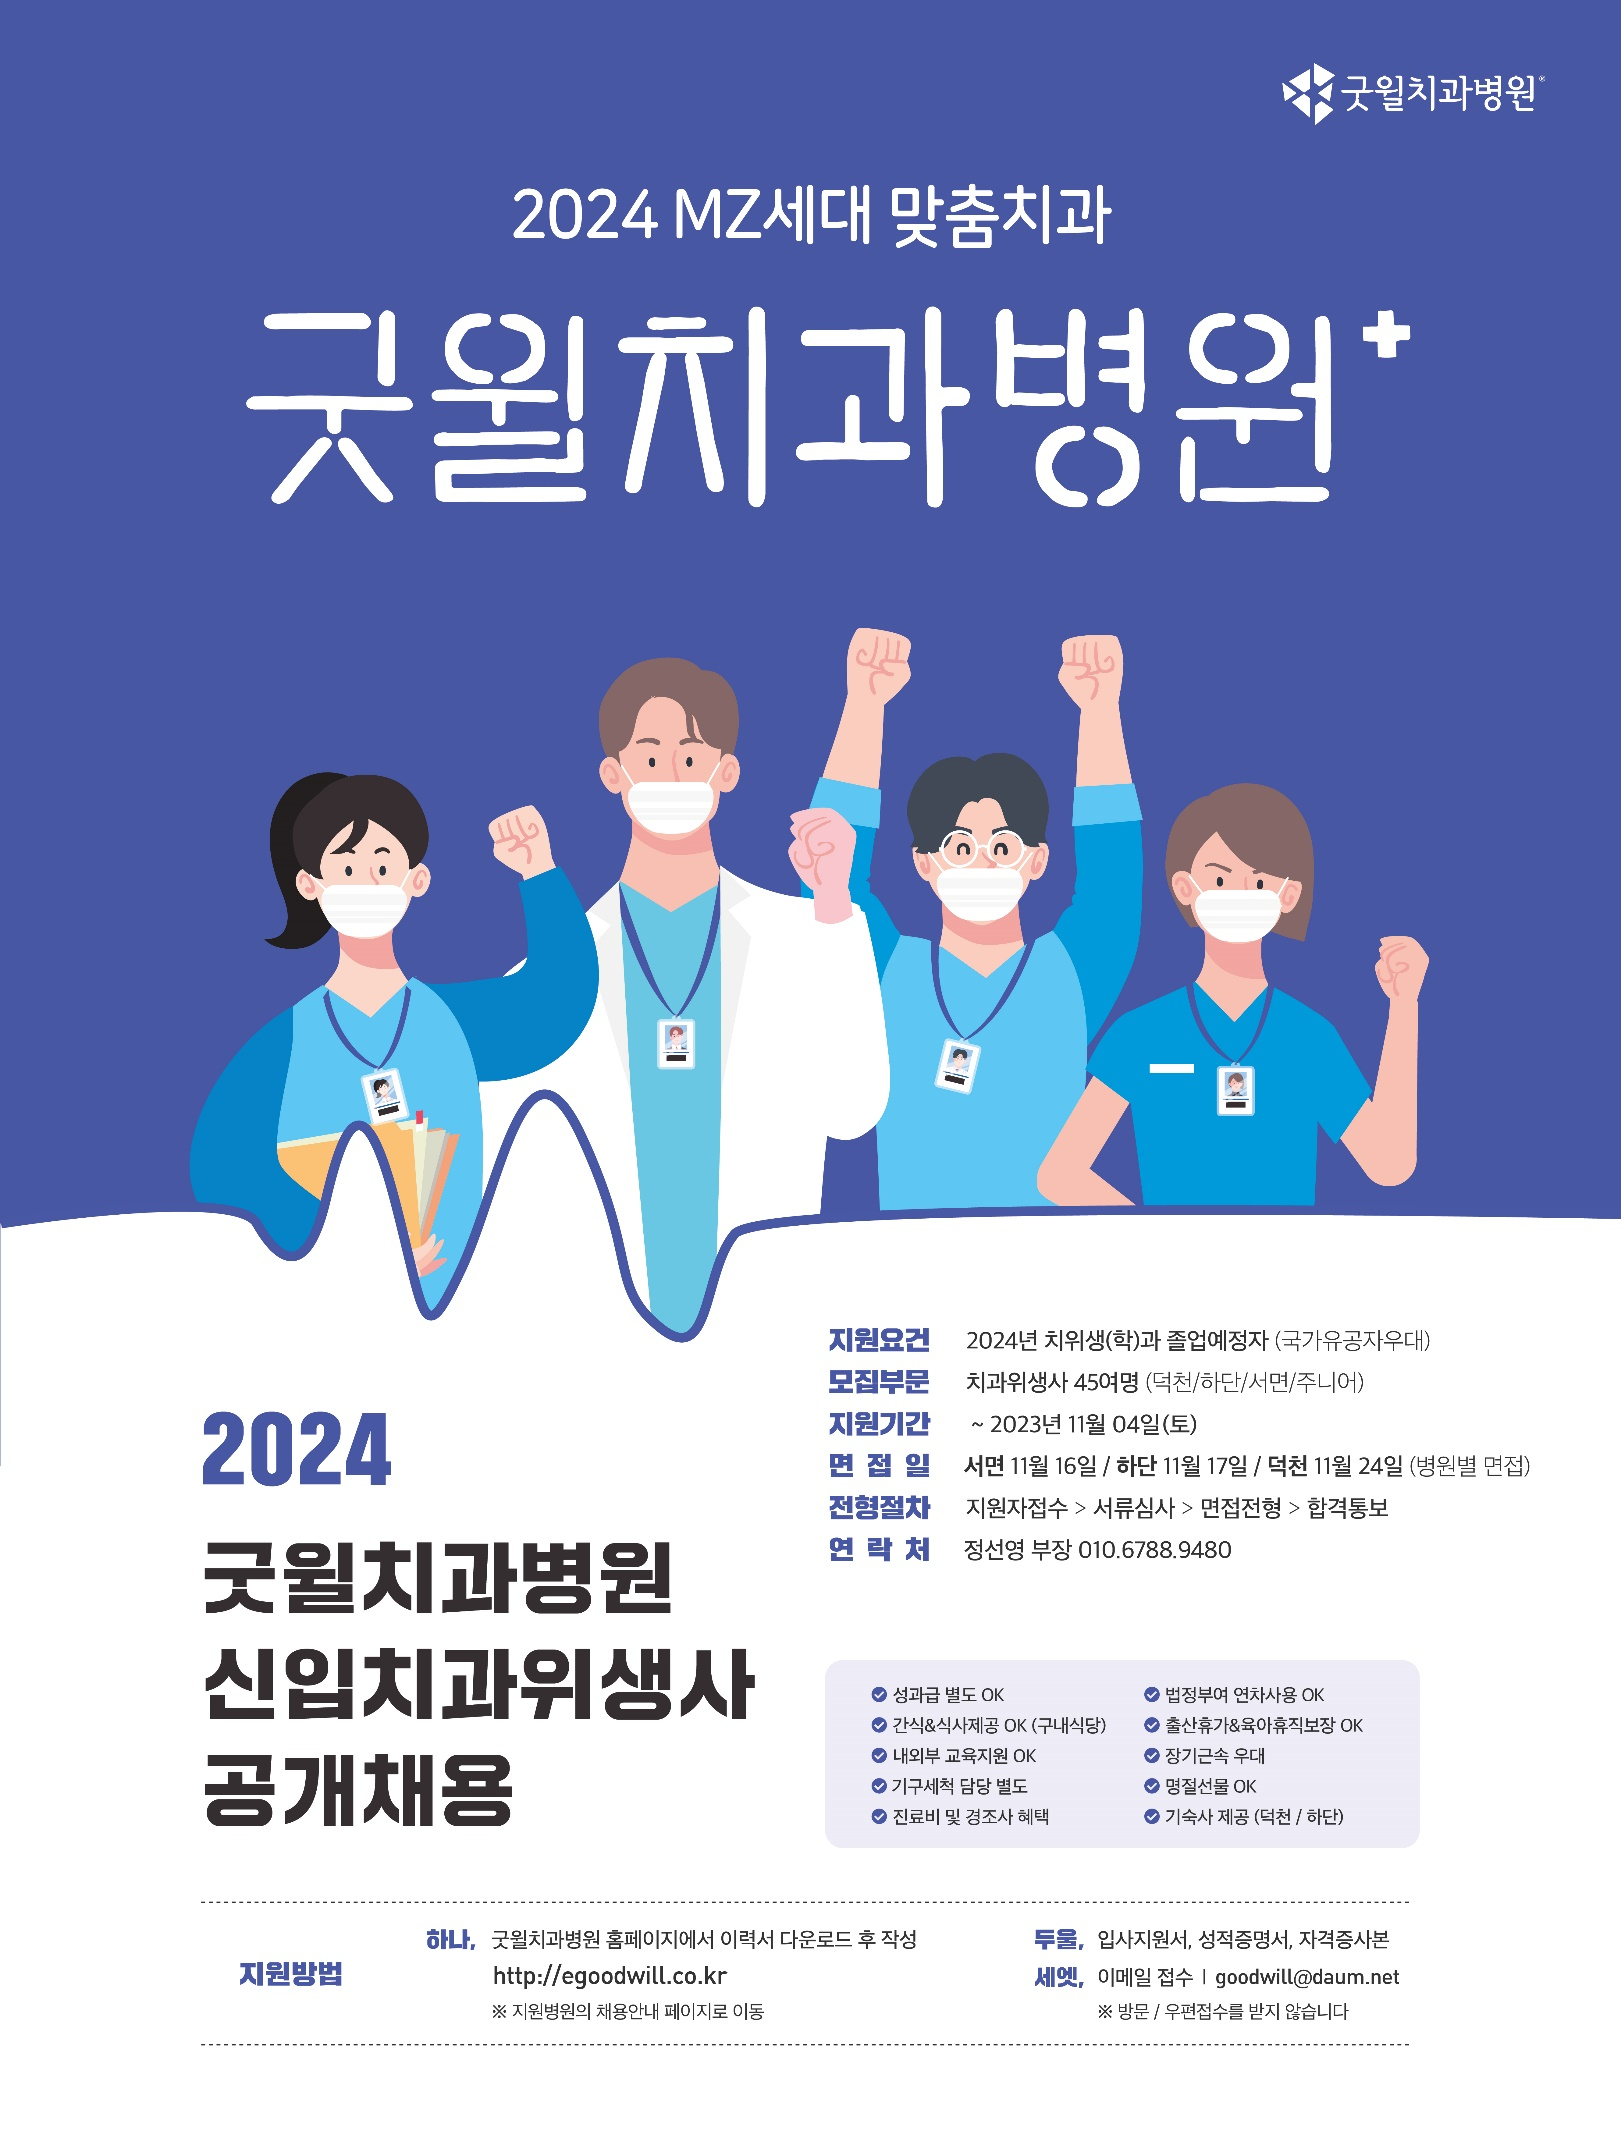 굿윌치과병원
2024 MZ세대 맞춤치과
굿윌치과병원+
지원요건 2024년 치위생(학)과 졸업예정자 (국가유공자우대)
모집부문 치과위생사 45여명 (덕천/하단/서면/주니어)
지원기간 ~ 2023년 11월 04일(토)
면 접 일 서면 11월 16일 / 하단 11월 17일 / 덕천 11월 24일 (병원별 면접)
전형절차 지원자접수 > 서류심사 > 면접전형 > 합격통보
연 락 처 정선영 부장 010.6788.9480
2024
굿윌치과병원
신입치과위생사
공개채용
성과급 별도 OK
간식&식사제공 OK (구내식당)
내외부 교육지원 OK
기구세척 담당 별도
진료비 및 경조사 혜택
법정부여 연차사용 OK
출산휴가&육아휴직보장 OK
장기근속 우대
명절선물 OK
기숙사 제공 (덕천 / 하단)
지원방법
하나, 굿윌치과병원 홈페이지에서 이력서 다운로드 후 작성
http://egoodwill.co.kr
※ 지원병원의 채용안내 페이지로 이동
두울, 입사지원서, 성적증명서, 자격증사본
세엣, 이메일 접수 | goodwill@daum.net
※ 방문 / 우편접수를 받지 않습니다